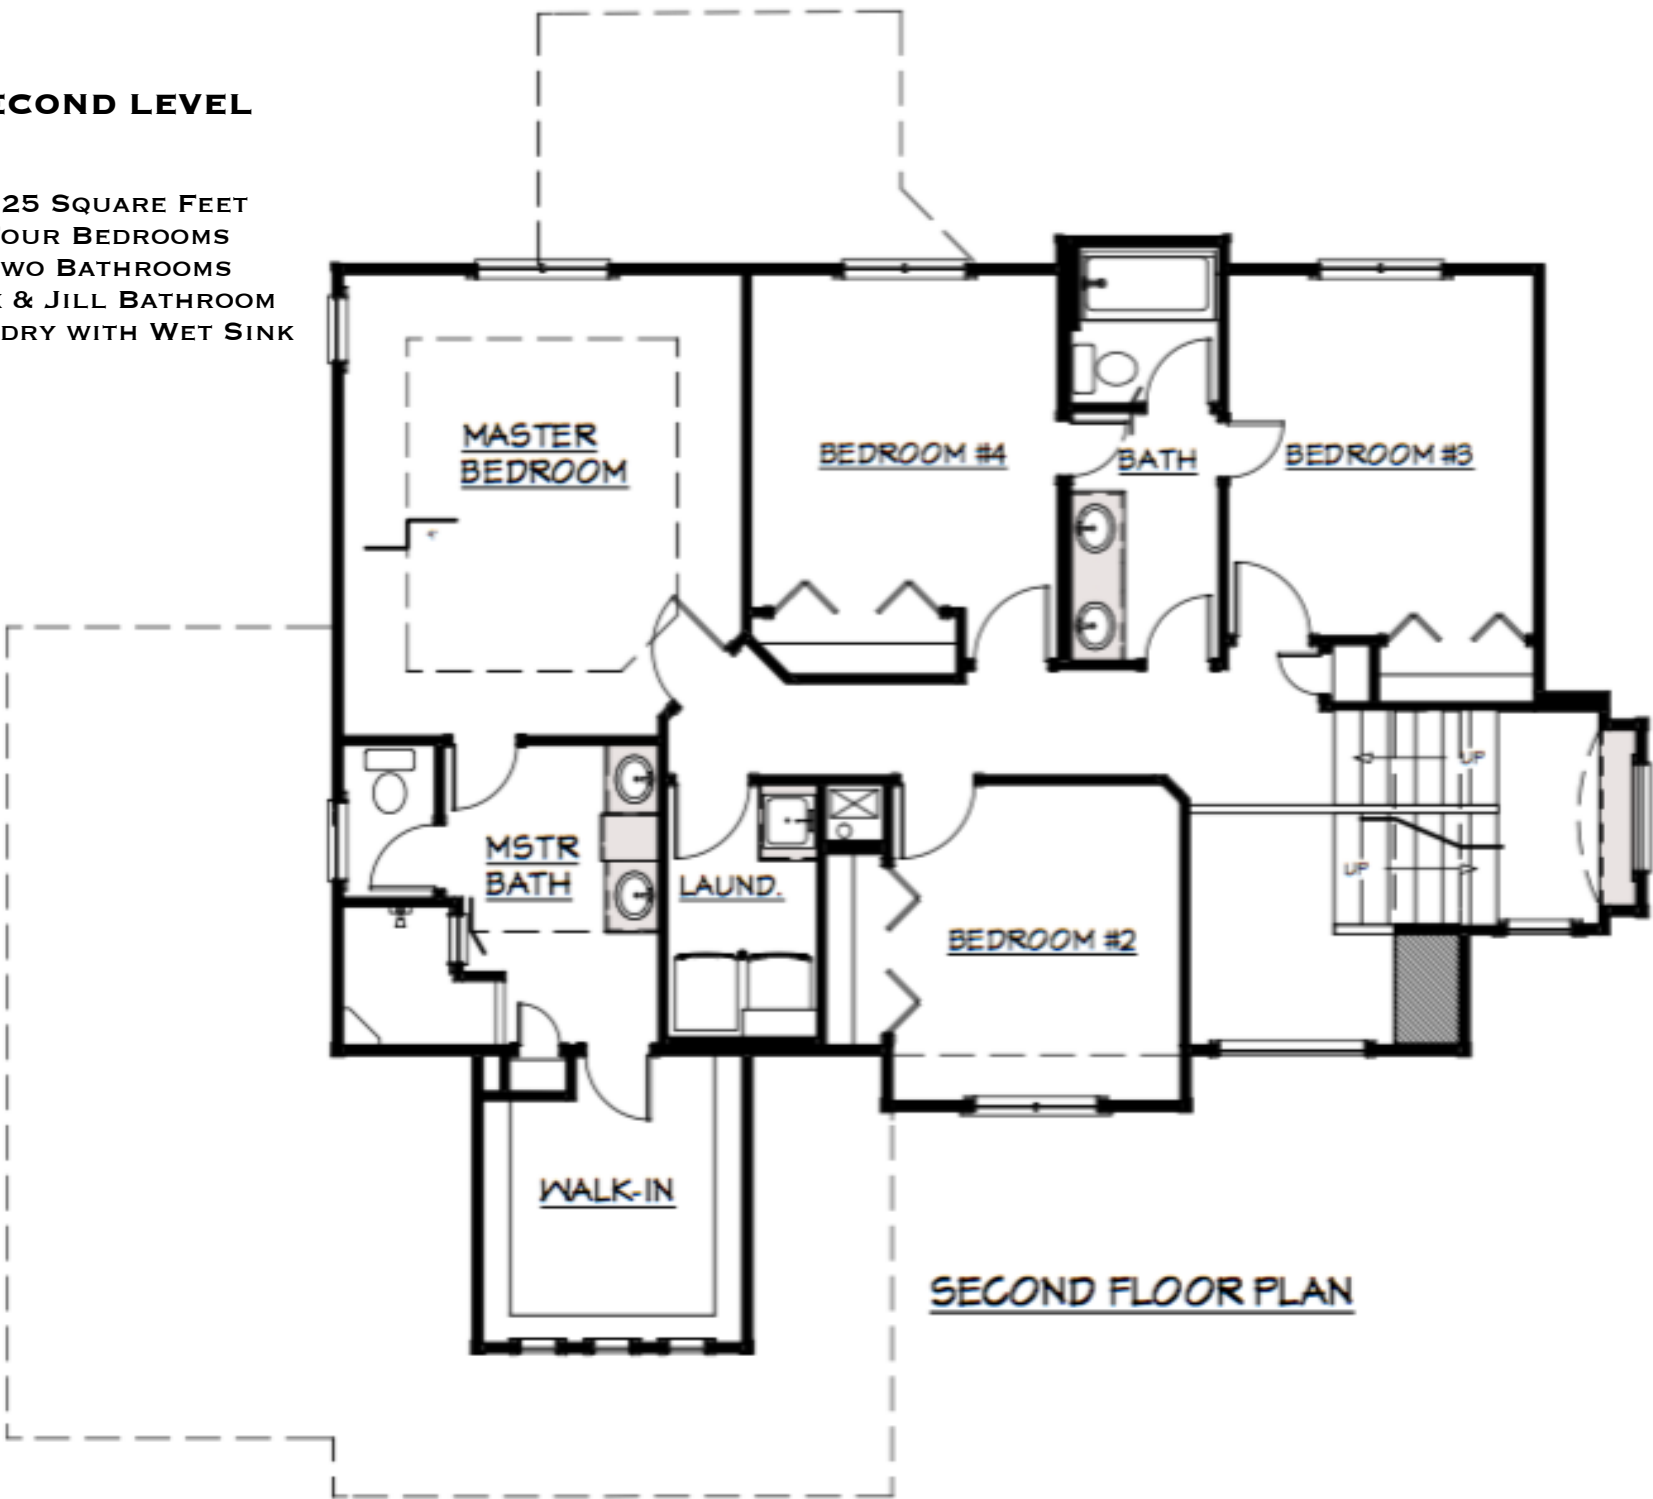 ECOND LEVEL
25 SQUARE FEET
OUR BEDROOMS
WO BATHROOMS
& JILL BATHROOM
DRY WITH WET SINK
MASTER
BEDROOM
BEDROOM #4
BATH
BEDROOM #3
UP
MSTR
BATH
LAUND.
UP
BEDROOM #2
WALK-IN
SECOND FLOOR PLAN